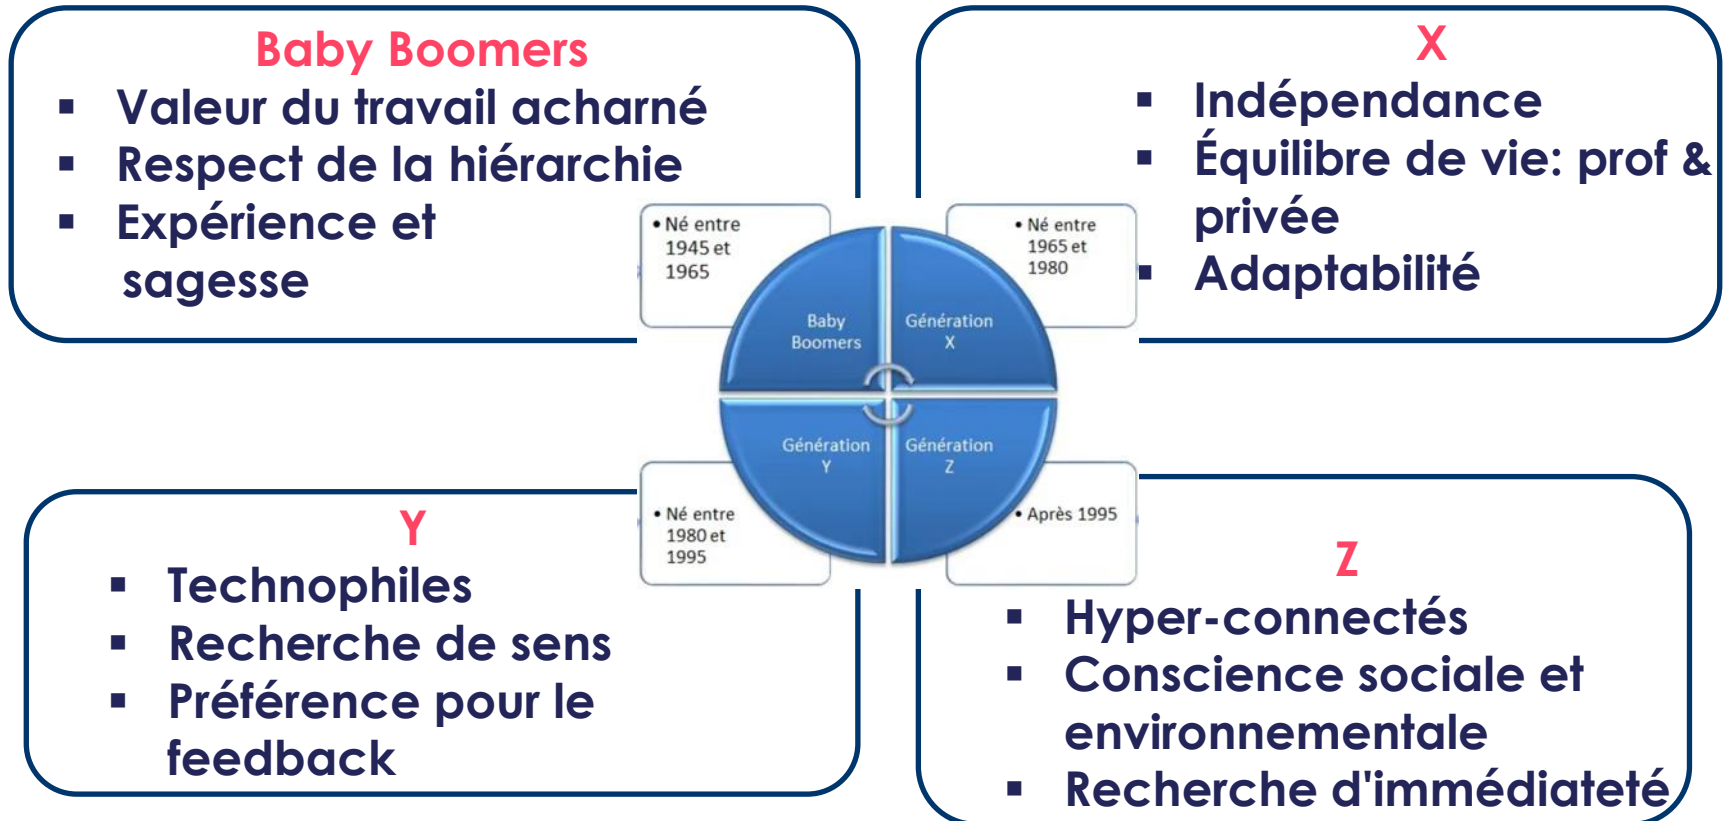 Baby Boomers
▪ Valeur du travail acharné
▪ Respect de la hiérarchie
▪ Expérience et
sagesse
X
▪ Indépendance
▪ Équilibre de vie: prof &
privée
▪ Adaptabilité
• Né entre
1945 et
1965
• Né entre
1965 et
1980
Baby
Boomers
Génération
X
Génération
Y
Génération
Z
• Né entre
1980 et
1995
• Après 1995
Y
▪ Technophiles
▪ Recherche de sens
▪ Préférence pour le
feedback
Z
▪ Hyper-connectés
▪ Conscience sociale et
environnementale
▪ Recherche d'immédiateté